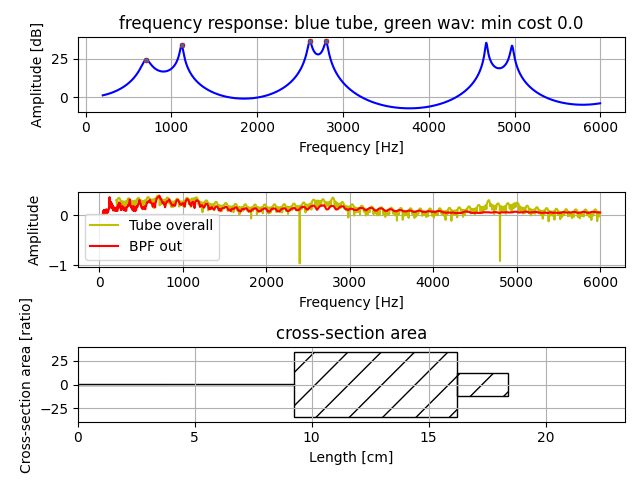 frequency response: blue tube, green wav: min cost 0.0
Amplitude [dB]
25
0
0
1000
2000
3000
4000
5000
6000
Frequency [Hz]
Amplitude
0
−1
Tube overall
BPF out
0
1000
2000
3000
4000
5000
6000
Frequency [Hz]
cross-section area
Cross-section area [ratio]
25
0
−25
0
5
10
15
20
Length [cm]